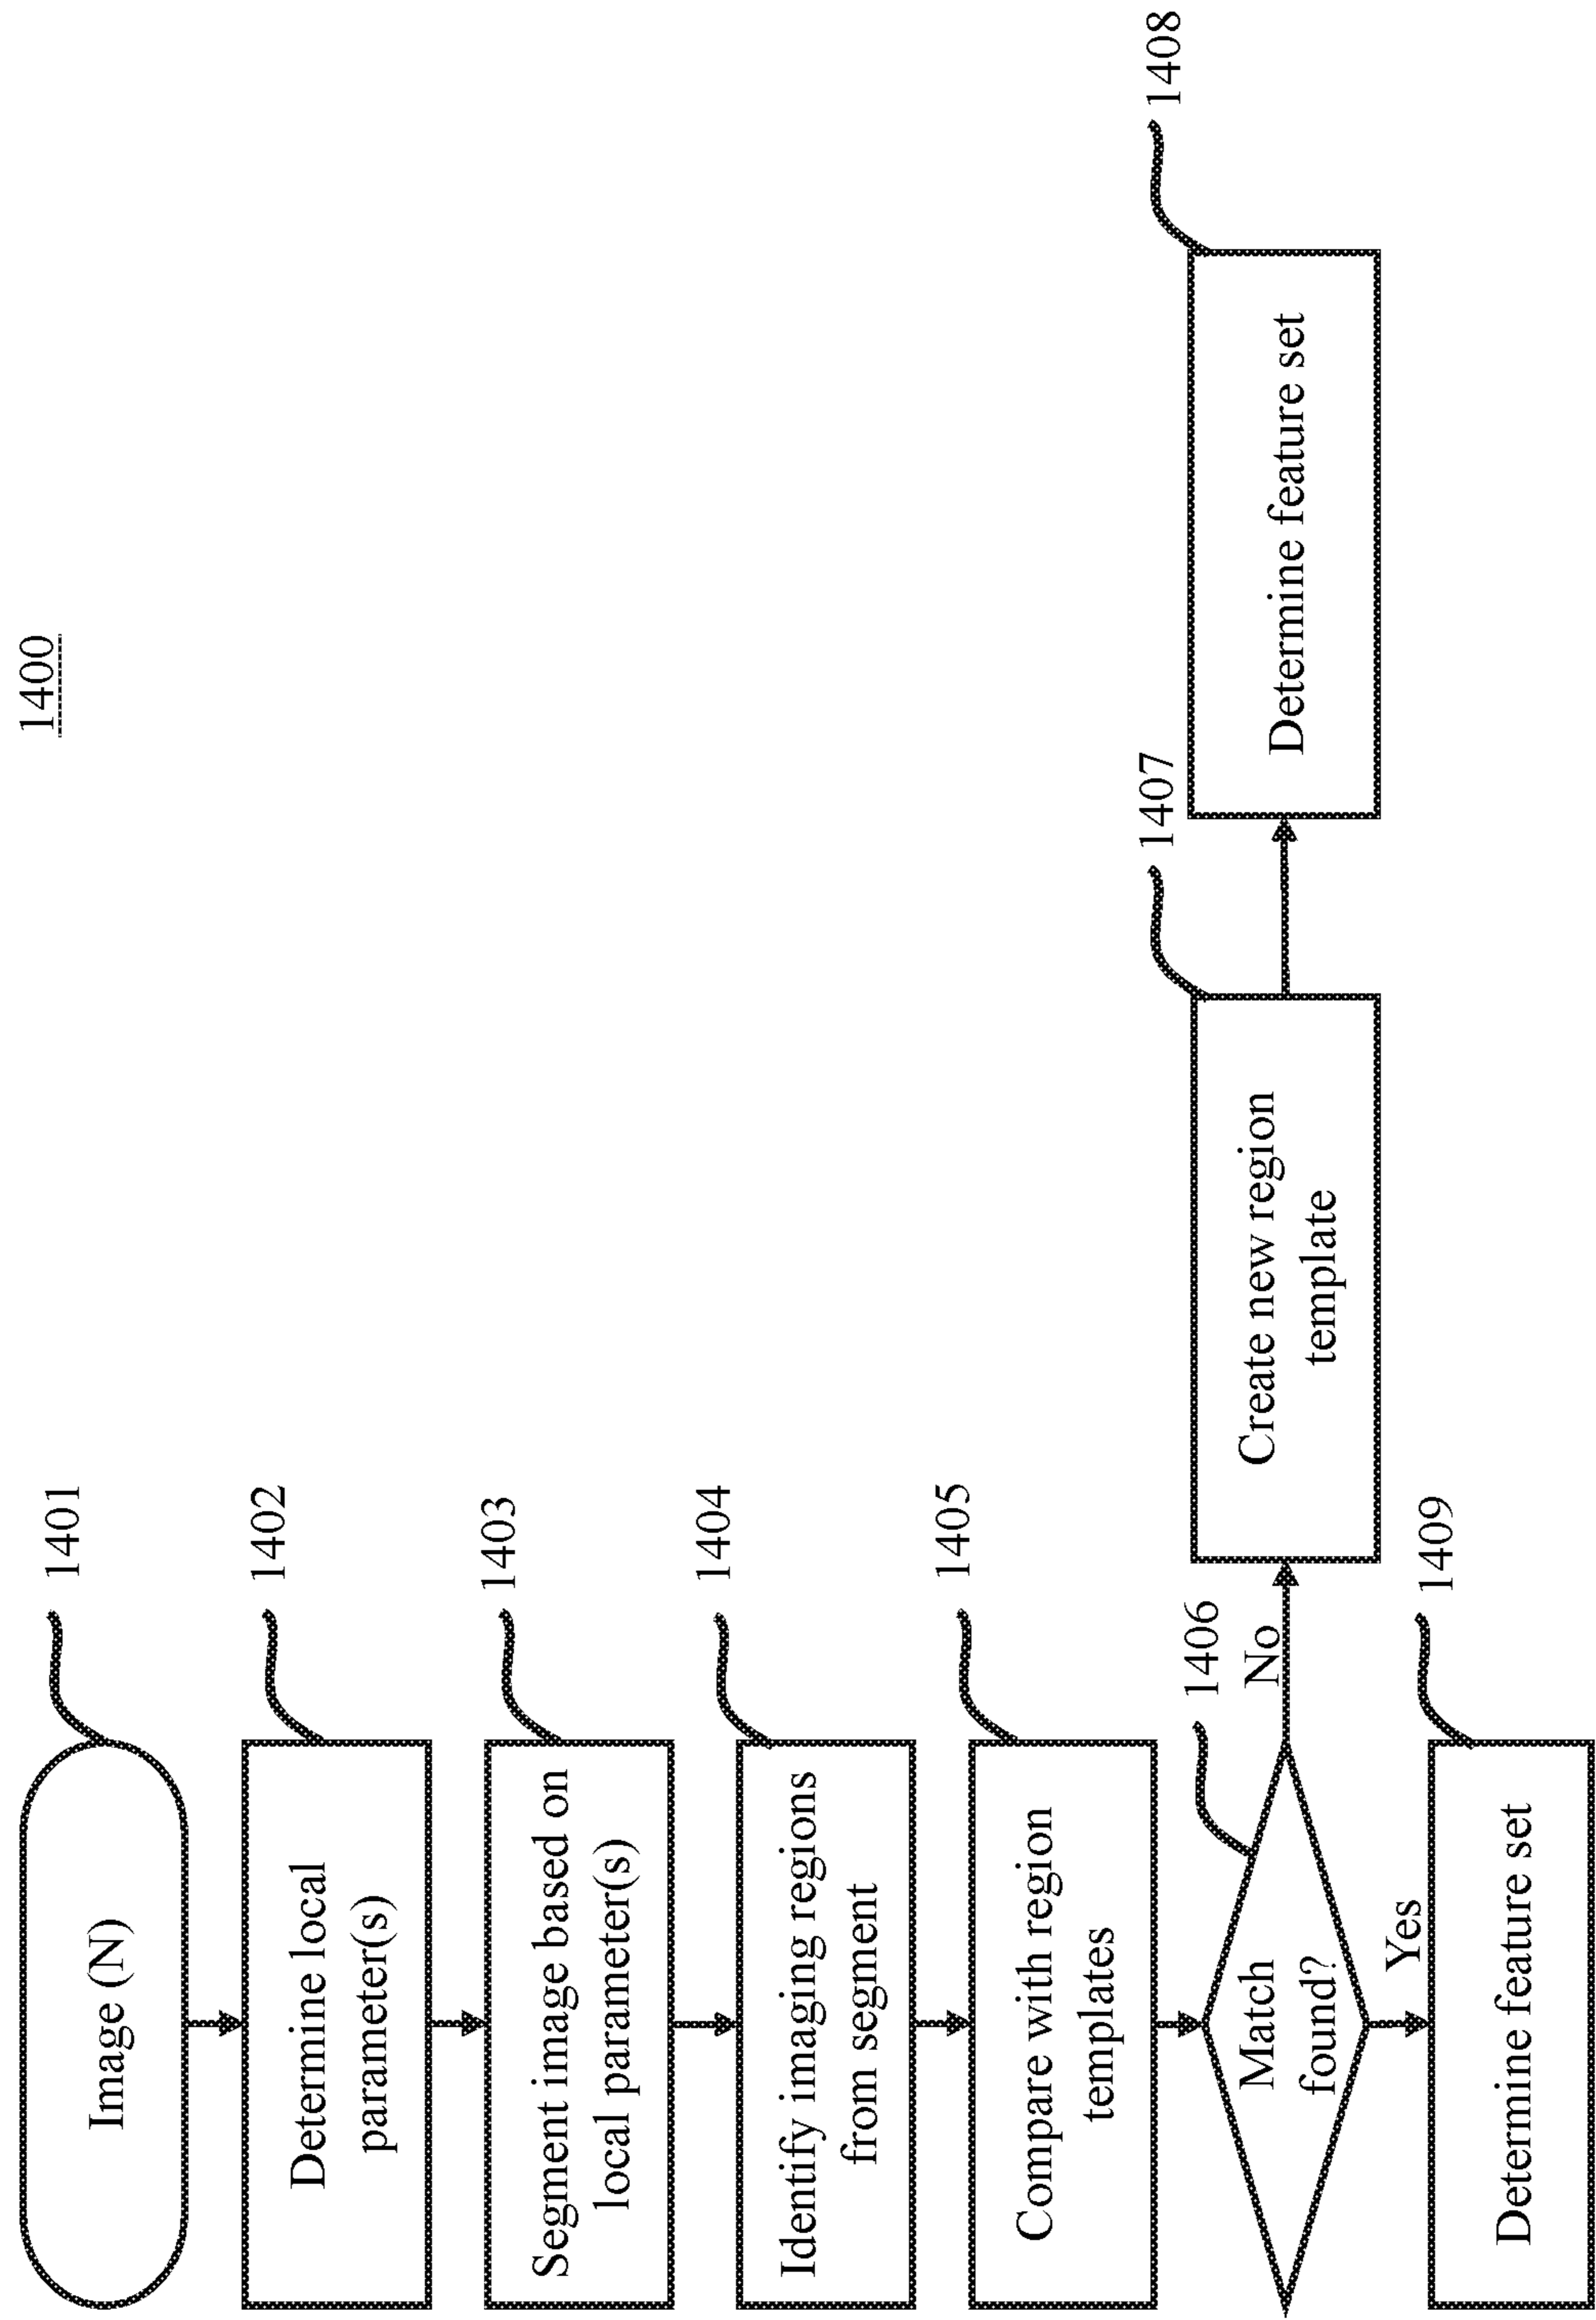 1400
Image (N)
1401
Determine local
parameter(s)
1402
Segment image based on
local parameter(s)
1403
Identify imaging regions
from segment
1404
Compare with region
templates
1405
Match
found?
1406
No
Create new region
template
1407
Determine feature set
1408
Yes
Determine feature set
1409